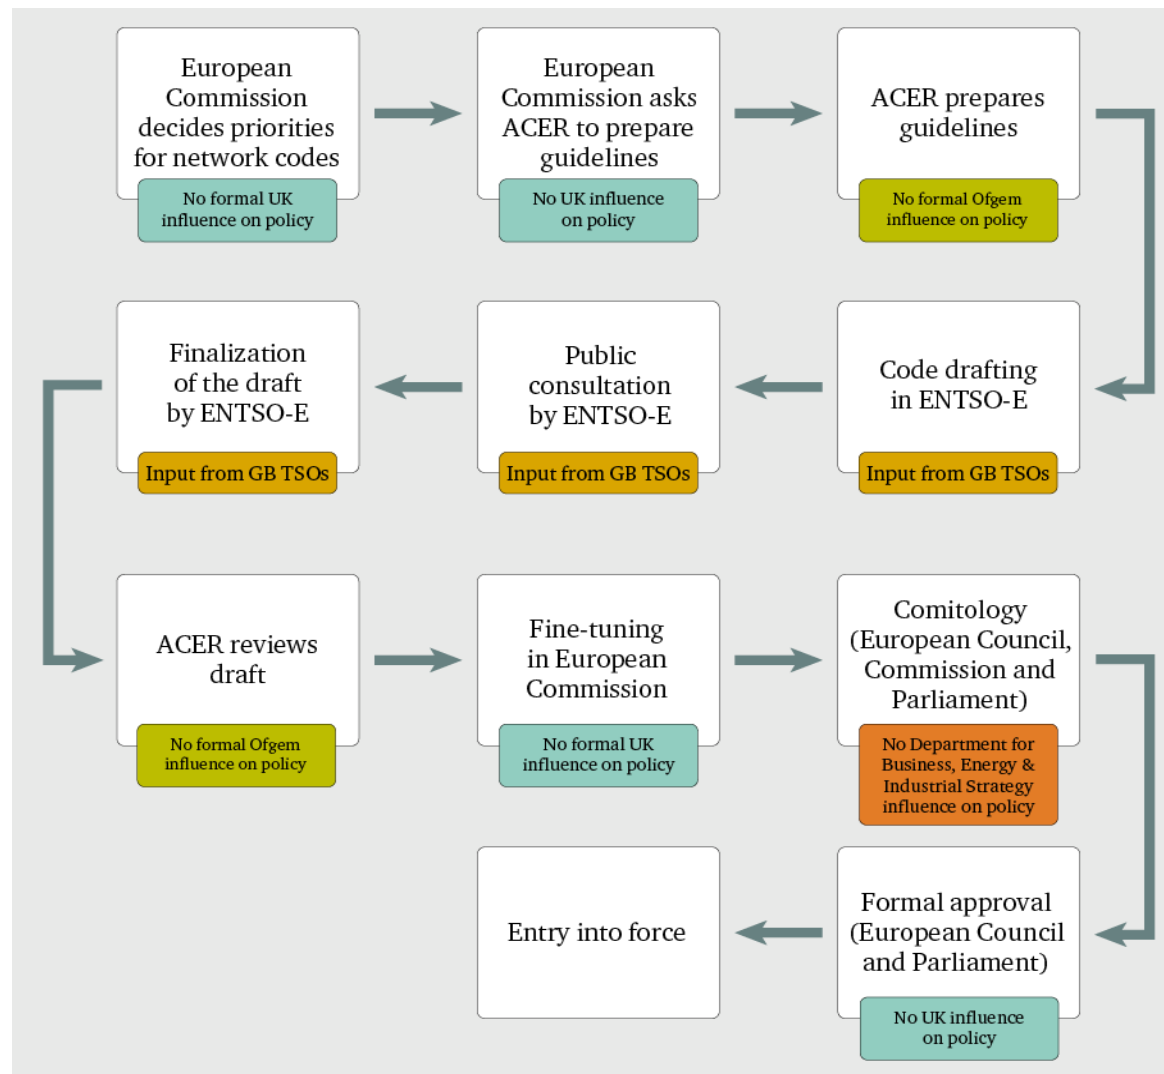 European
Commission
decides priorities
for network codes
No formal UK
influence on policy
European
Commission asks
ACER to prepare
guidelines
No UK influence
on policy
ACER prepares
guidelines
No formal Ofgem
influence on policy
Code drafting
in ENTSO-E
Input from GB TSOs
Public
consultation
by ENTSO-E
Input from GB TSOs
Finalization
of the draft
by ENTSO-E
Input from GB TSOs
ACER reviews
draft
No formal Ofgem
influence on policy
Fine-tuning
in European
Commission
No formal UK
influence on policy
Comitology
(European Council,
Commission and
Parliament)
No Department for
Business, Energy &
Industrial Strategy
influence on policy
Formal approval
(European Council
and Parliament)
No UK influence
on policy
Entry into force